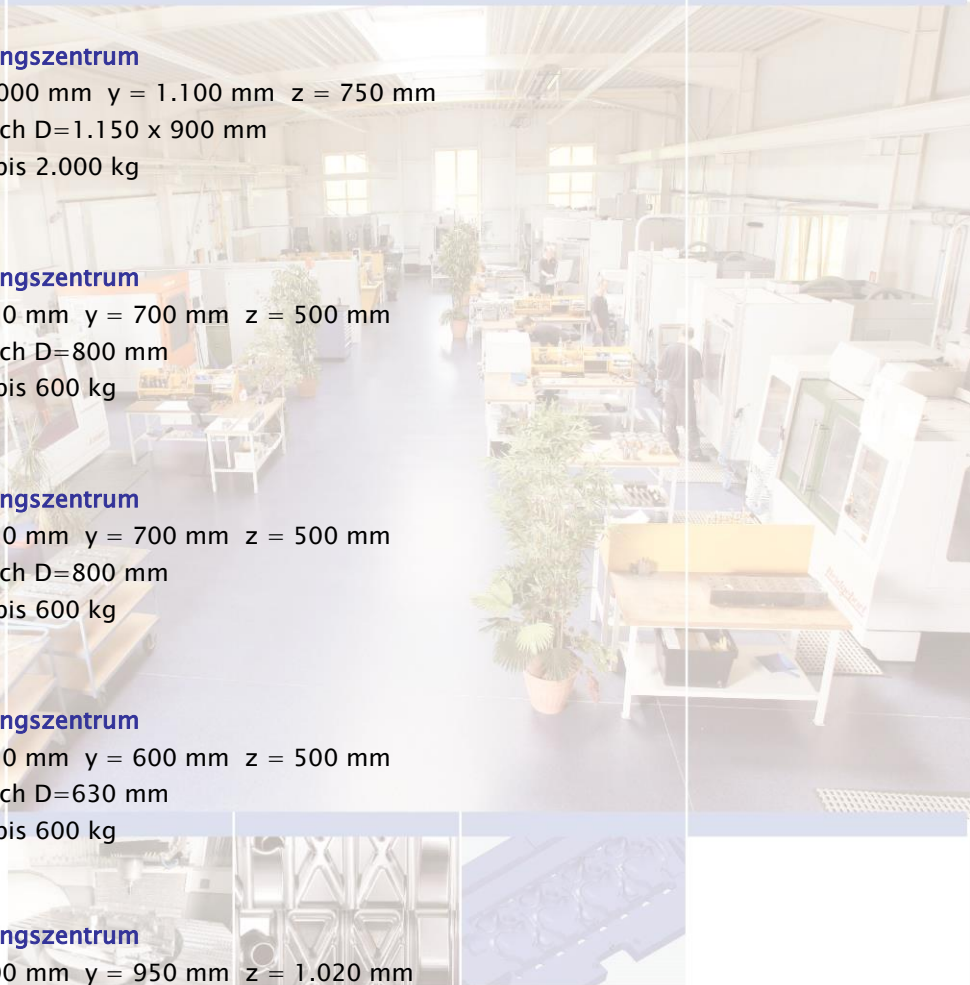 ngszentrum
000 mm y = 1.100 mm z = 750 mm
ch D=1.150 x 900 mm
bis 2.000 kg
ngszentrum
0 mm y = 700 mm z = 500 mm
ch D=800 mm
bis 600 kg
ngszentrum
0 mm y = 700 mm z = 500 mm
ch D=800 mm
bis 600 kg
ngszentrum
0 mm y = 600 mm z = 500 mm
ch D=630 mm
bis 600 kg
ngszentrum
00 mm y = 950 mm z = 1.020 mm